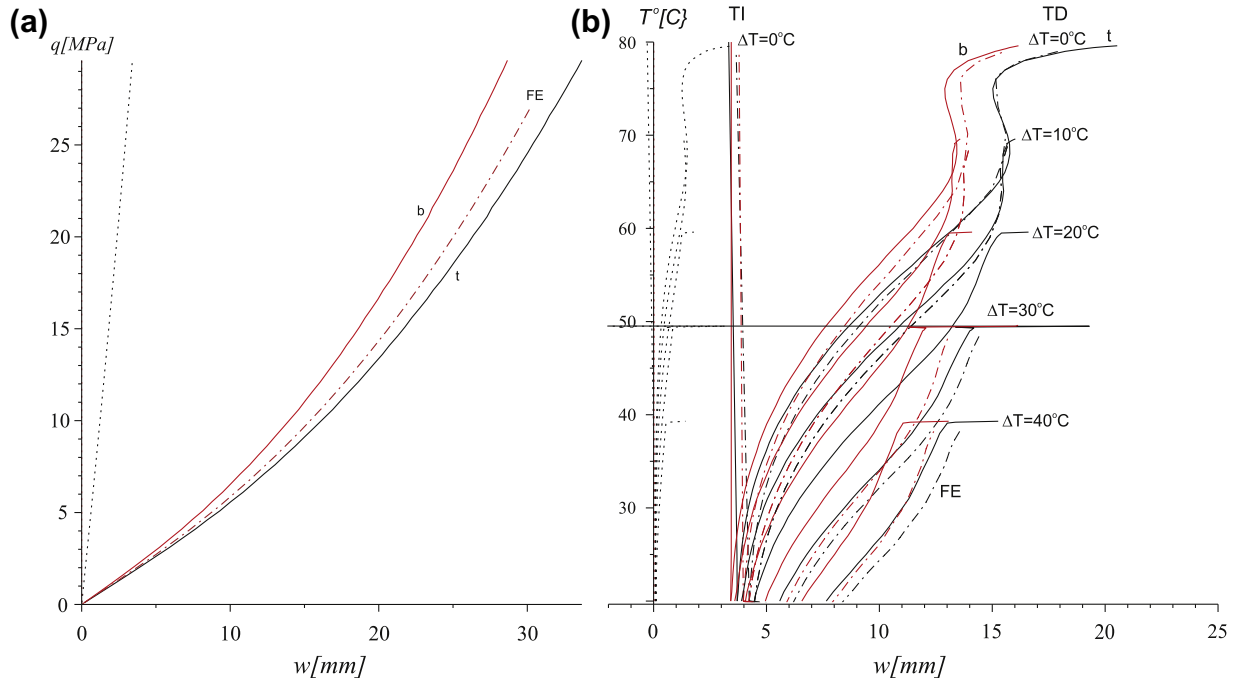 (a)
q[MPa]
25
20
15
10
5
0
0
10
20
30
w[mm]
b
FE
t
(b)
T°[C}
TI
TD
80
70
60
50
40
30
0
5
10
15
20
25
w[mm]
ΔT=0°C
b
ΔT=0°C
t
ΔT=10°C
ΔT=20°C
ΔT=30°C
ΔT=40°C
FE